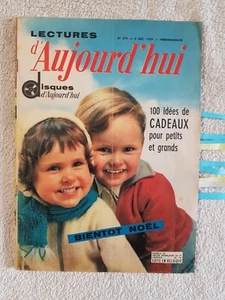 LECTURES
d'Aujourd'hui
disques
d'Aujourd'hui
100 Idées de
CADEAUX
pour petits
et grands
BIENTOT NOËL